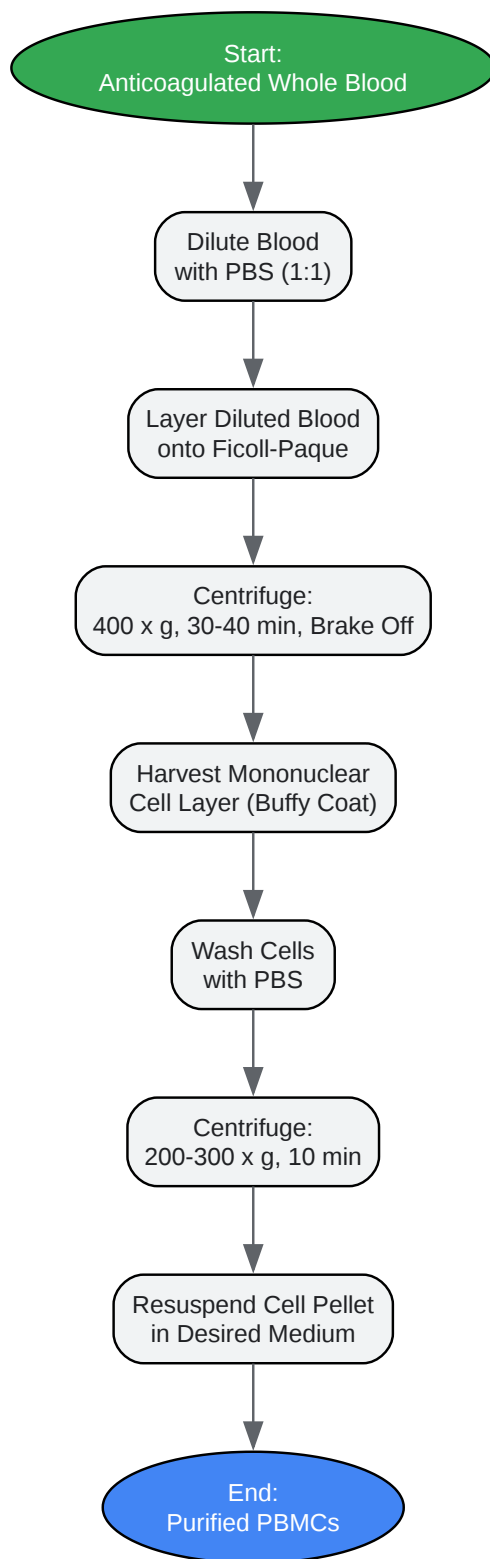 Start:
Anticoagulated Whole Blood
Dilute Blood
with PBS (1:1)
Layer Diluted Blood
onto Ficoll-Paque
Centrifuge:
400 x g, 30-40 min, Brake Off
Harvest Mononuclear
Cell Layer (Buffy Coat)
Wash Cells
with PBS
Centrifuge:
200-300 x g, 10 min
Resuspend Cell Pellet
in Desired Medium
End:
Purified PBMCs